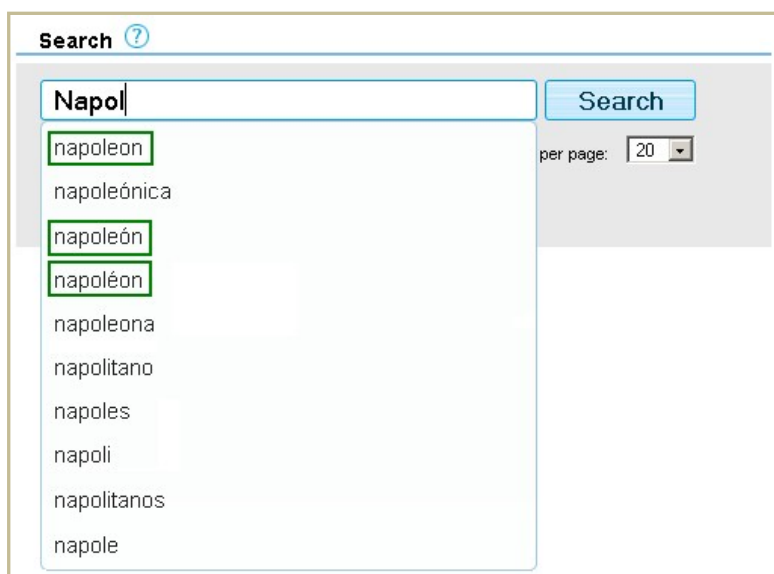 Search ?
Napol Search
napoleon
per page: 20
napoleónica
napoleón
napoléon
napoleona
napolitano
napoles
napoli
napolitanos
napole